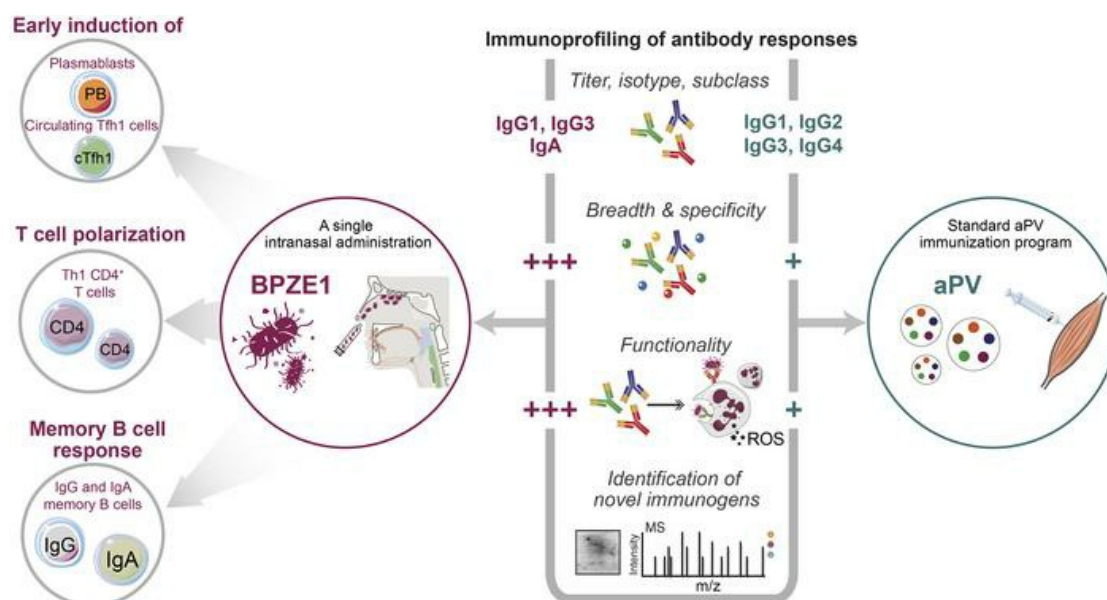 Early induction of
Plasmablasts
PB
Circulating Tfh1 cells
cTfh1
T cell polarization
Th1 CD4⁺
T cells
CD4
CD4
Memory B cell
response
IgG and IgA
memory B cells
IgG
IgA
A single
intranasal administration
BPZE1
Immunoprofiling of antibody responses
Titer, isotype, subclass
IgG1, IgG3
IgA
IgG1, IgG2
IgG3, IgG4
Breadth & specificity
+++
+
Functionality
+++
+
ROS
Identification of
novel immunogens
MS
Intensity
m/z
Standard aPV
immunization program
aPV